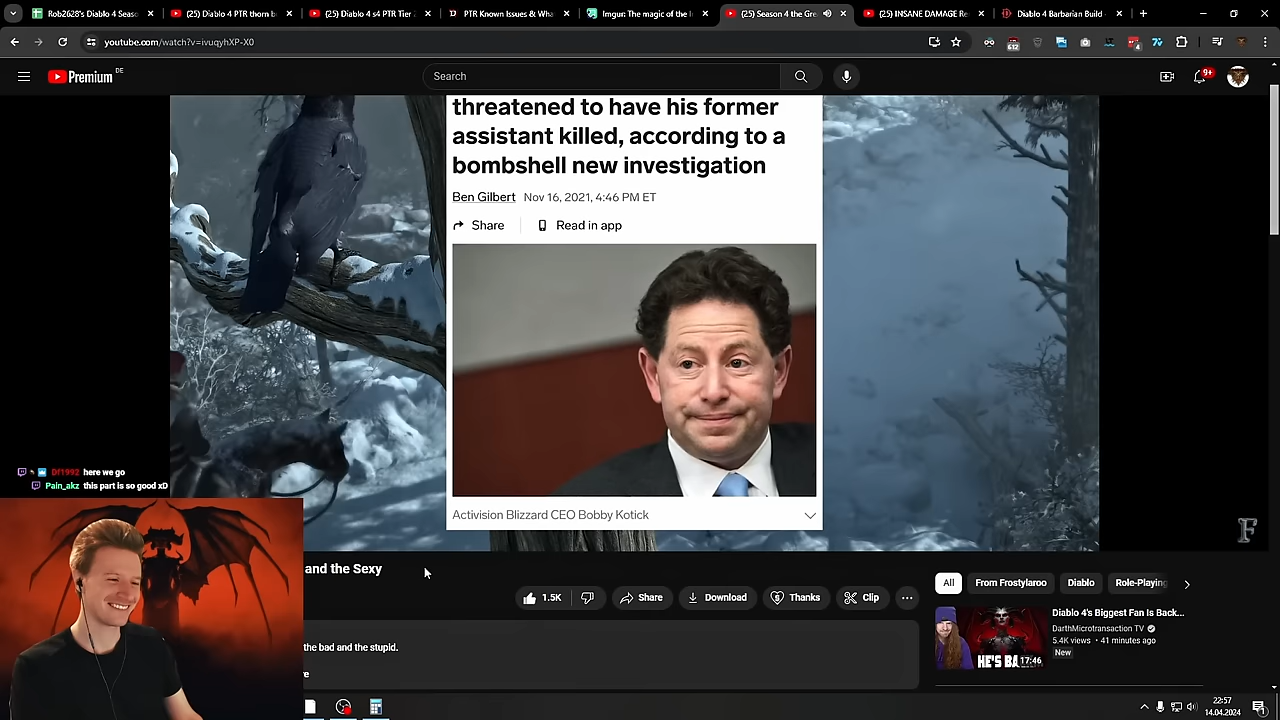 Rob2628's Diablo 4 Seaso
(25) Diablo 4 PTR thorn b
(25) Diablo 4 s4 PTR Tier
PTR Known Issues & Wha
Imgur: The magic of the I
(25) Season 4 the Gre
(25) INSANE DAMAGE Re
Diablo 4 Barbarian Build -
youtube.com/watch?v=ivuqyhXP-X0
612
4
Premium
DE
Search
9+
threatened to have his former
assistant killed, according to a
bombshell new investigation
Ben Gilbert Nov 16, 2021, 4:46 PM ET
Share
Read in app
Activision Blizzard CEO Bobby Kotick
Df1992 here we go
Pain_akz this part is so good xD
F
and the Sexy
1.5K
Share
Download
Thanks
Clip
the bad and the stupid.
re
All
From Frostylaroo
Diablo
Role-Playing
Diablo 4's Biggest Fan Is Back...
DarthMicrotransaction TV
5.4K views • 41 minutes ago
New
HE'S BA
17:46
22:57
14.04.2024